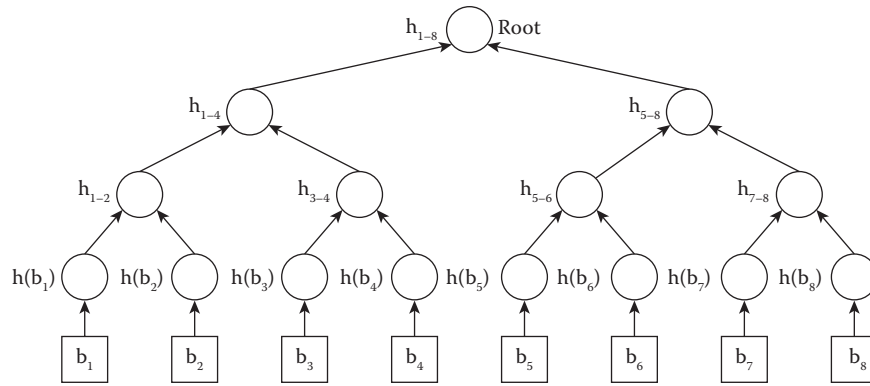 h₁₋₈ Root
h₁₋₄ h₅₋₈
h₁₋₂ h₃₋₄ h₅₋₆ h₇₋₈
h(b₁) h(b₂) h(b₃) h(b₄) h(b₅) h(b₆) h(b₇) h(b₈)
b₁ b₂ b₃ b₄ b₅ b₆ b₇ b₈